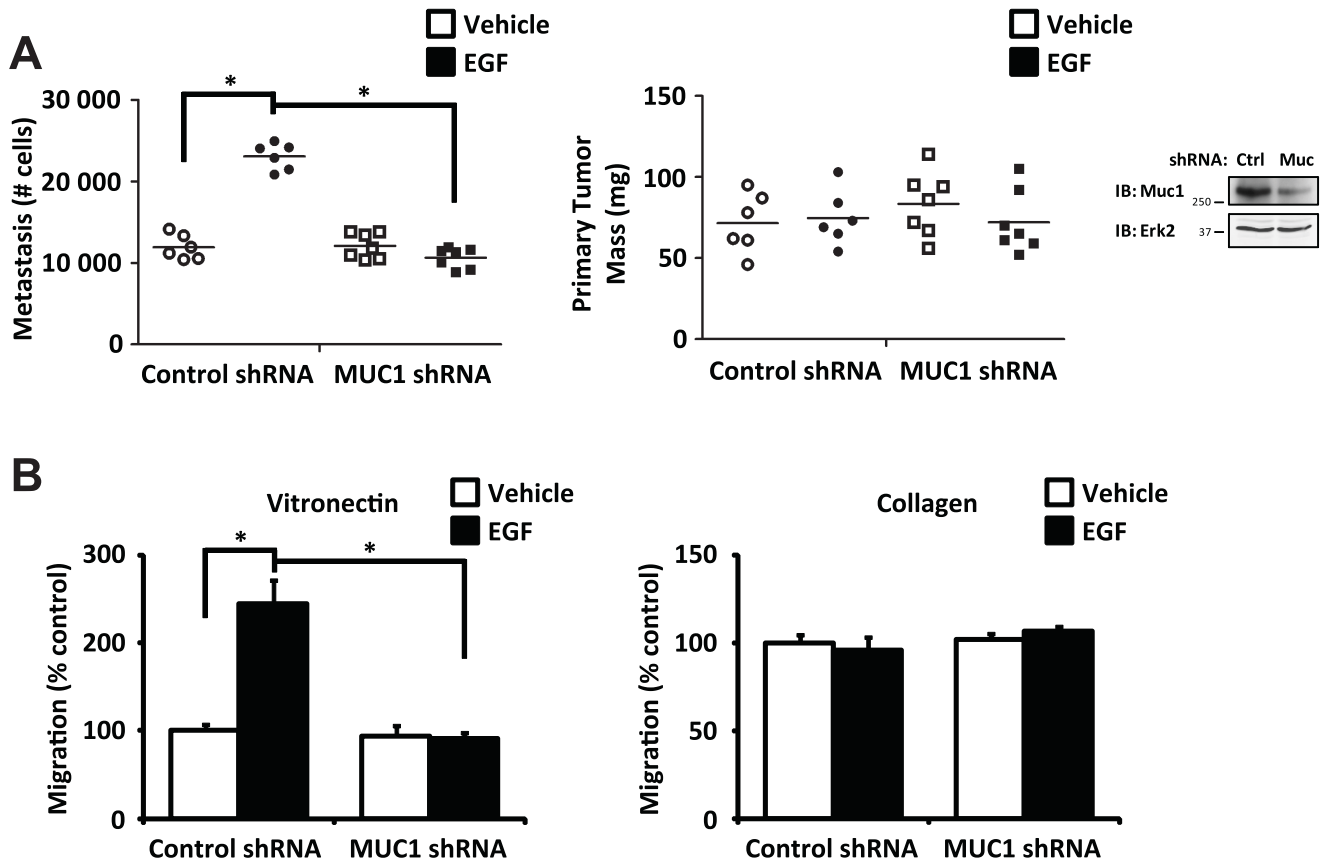 A
Vehicle
EGF
*
*
30 000
20 000
10 000
0
Metastasis (# cells)
Control shRNA
MUC1 shRNA
Vehicle
EGF
150
100
50
0
Primary Tumor
Mass (mg)
Control shRNA
MUC1 shRNA
shRNA: Ctrl Muc
IB: Muc1
250
IB: Erk2
37
B
Vitronectin
Vehicle
EGF
*
*
300
200
100
0
Migration (% control)
Control shRNA
MUC1 shRNA
Collagen
Vehicle
EGF
150
100
50
0
Migration (% control)
Control shRNA
MUC1 shRNA